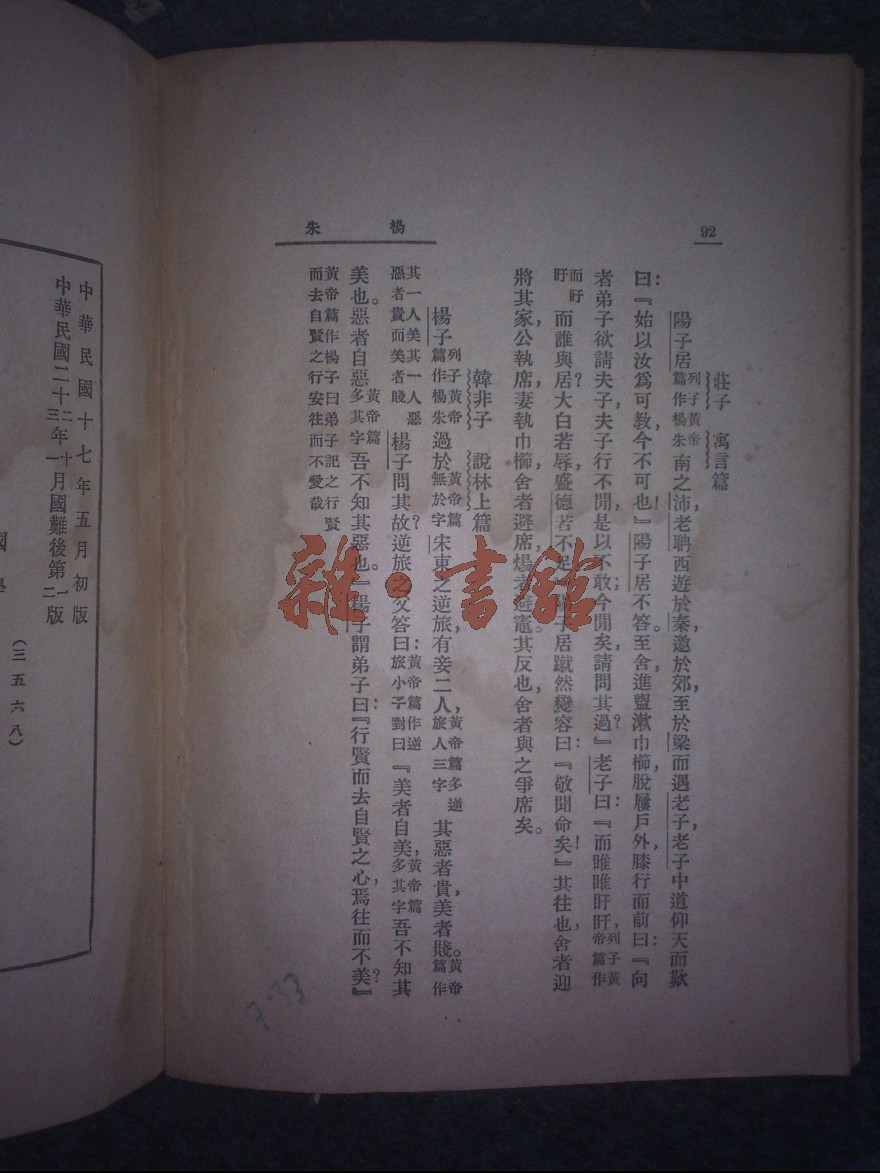 92
楊朱
莊子 寓言篇
陽子居列子黃帝篇作楊朱南之沛，老聃西遊於秦，邀於郊，至於梁而遇老子，老子中道仰天而歎
曰：『始以汝爲可教，今不可也！』陽子居不答。至舍，進盥漱巾櫛，脫屨戶外，膝行而前曰：『向
者弟子欲請夫子，夫子行不閒，是以不敢；今閒矣，請問其過？』老子曰：『而睢睢盱盱，列子黃帝篇作
而盱盱而誰與居？大白若辱，盛德若不足子居蹴然變容曰：『敬聞命矣！』其往也，舍者迎
將其家，公執席，妻執巾櫛，舍者避席，煬者避竈。其反也，舍者與之爭席矣。
韓非子 說林上篇
楊子列子黃帝篇作楊朱過於黃帝篇無於字宋東之逆旅，有妾二人，黃帝篇多逆旅人三字其惡者貴，美者賤。黃帝篇作
其一人美其一人惡惡者貴而美者賤楊子問其故？逆旅之父答曰：黃帝篇作逆旅小子對曰『美者自美，黃帝篇多其字吾不知其
美也。惡者自惡黃帝篇多其字吾不知其惡也。』楊子謂弟子曰：『行賢而去自賢之心，焉往而不美？』
黃帝篇作楊子曰弟子記之行賢而去自賢之行安往而不愛哉
7-33
中華民國十七年五月初版
中華民國二十二三年十一月國難後第一二版
國學
（三五六八）
雜·書館